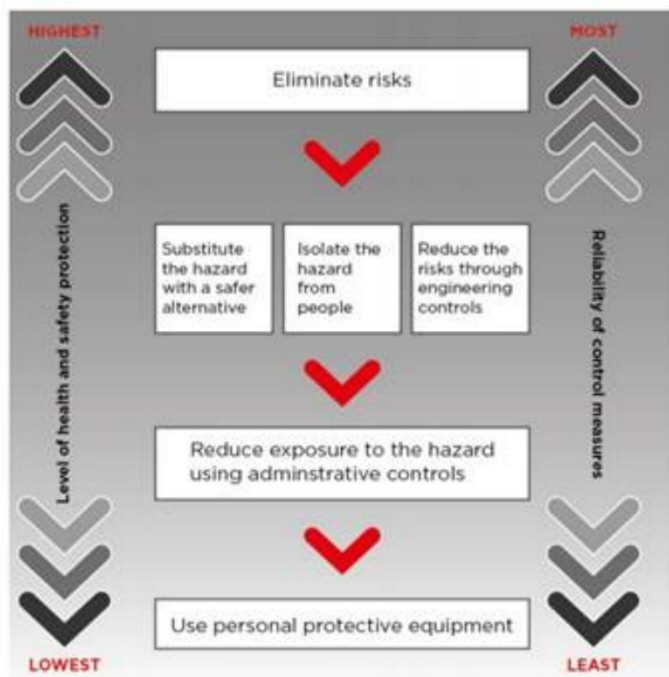 HIGHEST
MOST
Eliminate risks
Substitute
the hazard
with a safer
alternative
Isolate the
hazard
from
people
Reduce the
risks through
engineering
controls
Level of health and safety protection
Reliability of control measures
Reduce exposure to the hazard
using adminstrative controls
Use personal protective equipment
LOWEST
LEAST